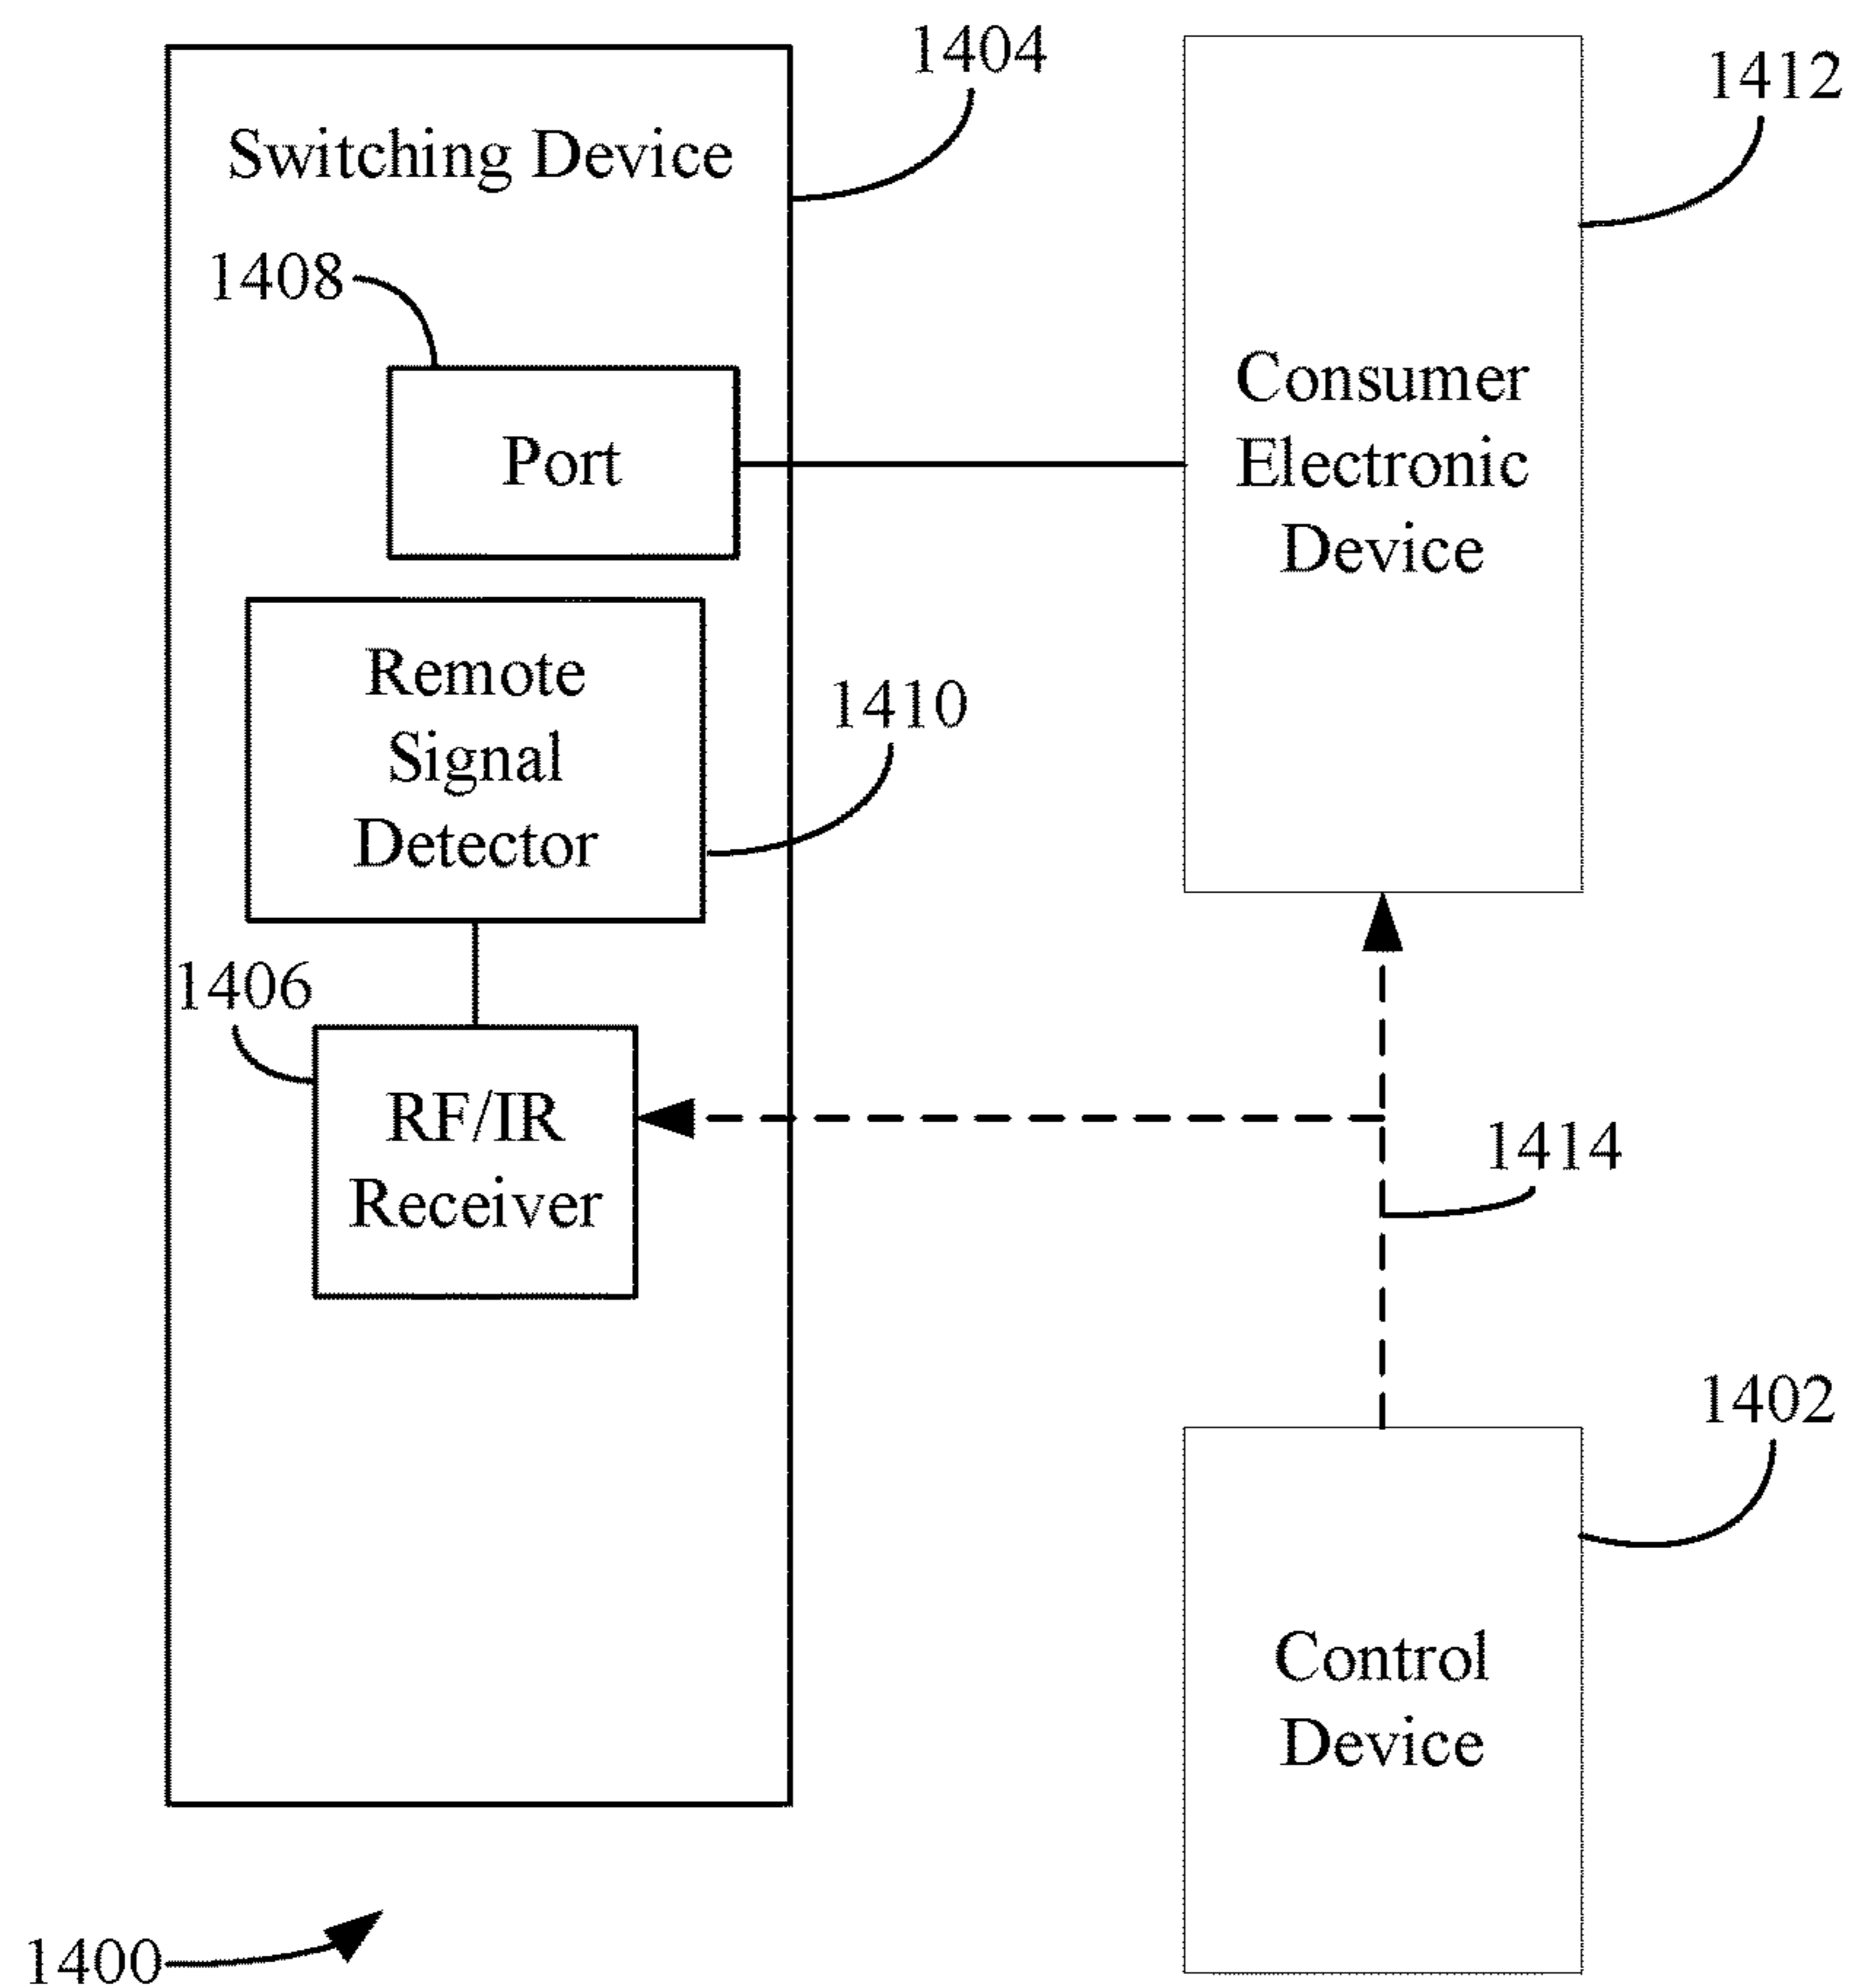 1404
1412
Switching Device
1408
Port
Consumer
Electronic
Device
Remote
Signal
Detector
1410
1406
RF/IR
Receiver
1414
1402
Control
Device
1400